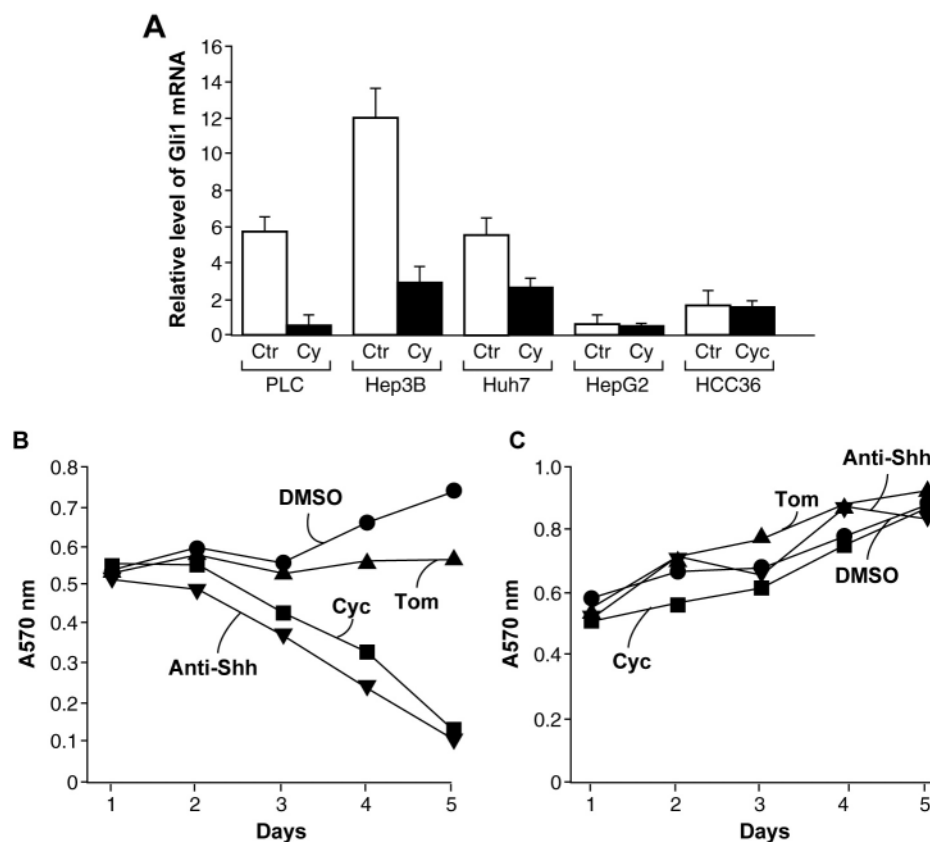 A
Relative level of Gli1 mRNA
16
14
12
10
8
6
4
2
0
Ctr Cy Ctr Cy Ctr Cy Ctr Cy Ctr Cyc
PLC Hep3B Huh7 HepG2 HCC36
B
A570 nm
0.8
0.7
0.6
0.5
0.4
0.3
0.2
0.1
0
DMSO
Tom
Cyc
Anti-Shh
1 2 3 4 5
Days
C
A570 nm
1.0
0.8
0.6
0.4
0.2
0
Anti-Shh
Tom
DMSO
Cyc
1 2 3 4 5
Days